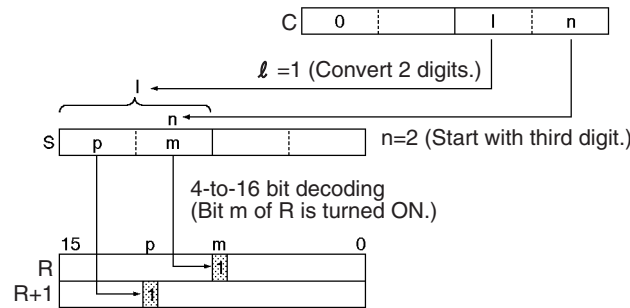 C 0 l n
ℓ =1 (Convert 2 digits.)
l
n
n=2 (Start with third digit.)
S p m
4-to-16 bit decoding
(Bit m of R is turned ON.)
15 p m 0
R 1
R+1 1